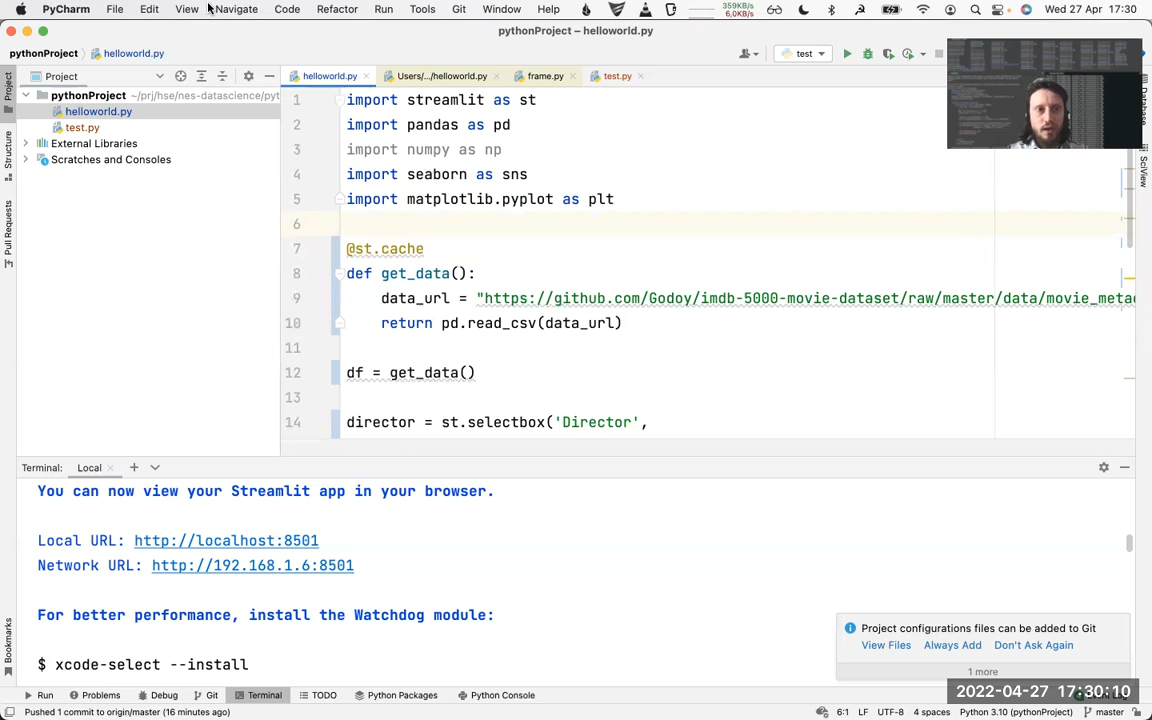 PyCharm File Edit View Navigate Code Refactor Run Tools Git Window Help 359KB/s 6,0KB/s Wed 27 Apr 17:30
pythonProject – helloworld.py
pythonProject helloworld.py test
Project helloworld.py Users/.../helloworld.py frame.py test.py
pythonProject ~/prj/hse/nes-datascience/pyt
helloworld.py
test.py
External Libraries
Scratches and Consoles
Project
Structure
Pull Requests
Bookmarks
Database
SciView
1 import streamlit as st
2 import pandas as pd
3 import numpy as np
4 import seaborn as sns
5 import matplotlib.pyplot as plt
6
7 @st.cache
8 def get_data():
9 data_url = "https://github.com/Godoy/imdb-5000-movie-dataset/raw/master/data/movie_metad
10 return pd.read_csv(data_url)
11
12 df = get_data()
13
14 director = st.selectbox('Director',
Terminal: Local
You can now view your Streamlit app in your browser.
Local URL: http://localhost:8501
Network URL: http://192.168.1.6:8501
For better performance, install the Watchdog module:
$ xcode-select --install
Project configurations files can be added to Git
View Files Always Add Don't Ask Again
1 more
2022-04-27 17:30:10
Run Problems Debug Git Terminal TODO Python Packages Python Console
Pushed 1 commit to origin/master (16 minutes ago) 6:1 LF UTF-8 4 spaces Python 3.10 (pythonProject) master